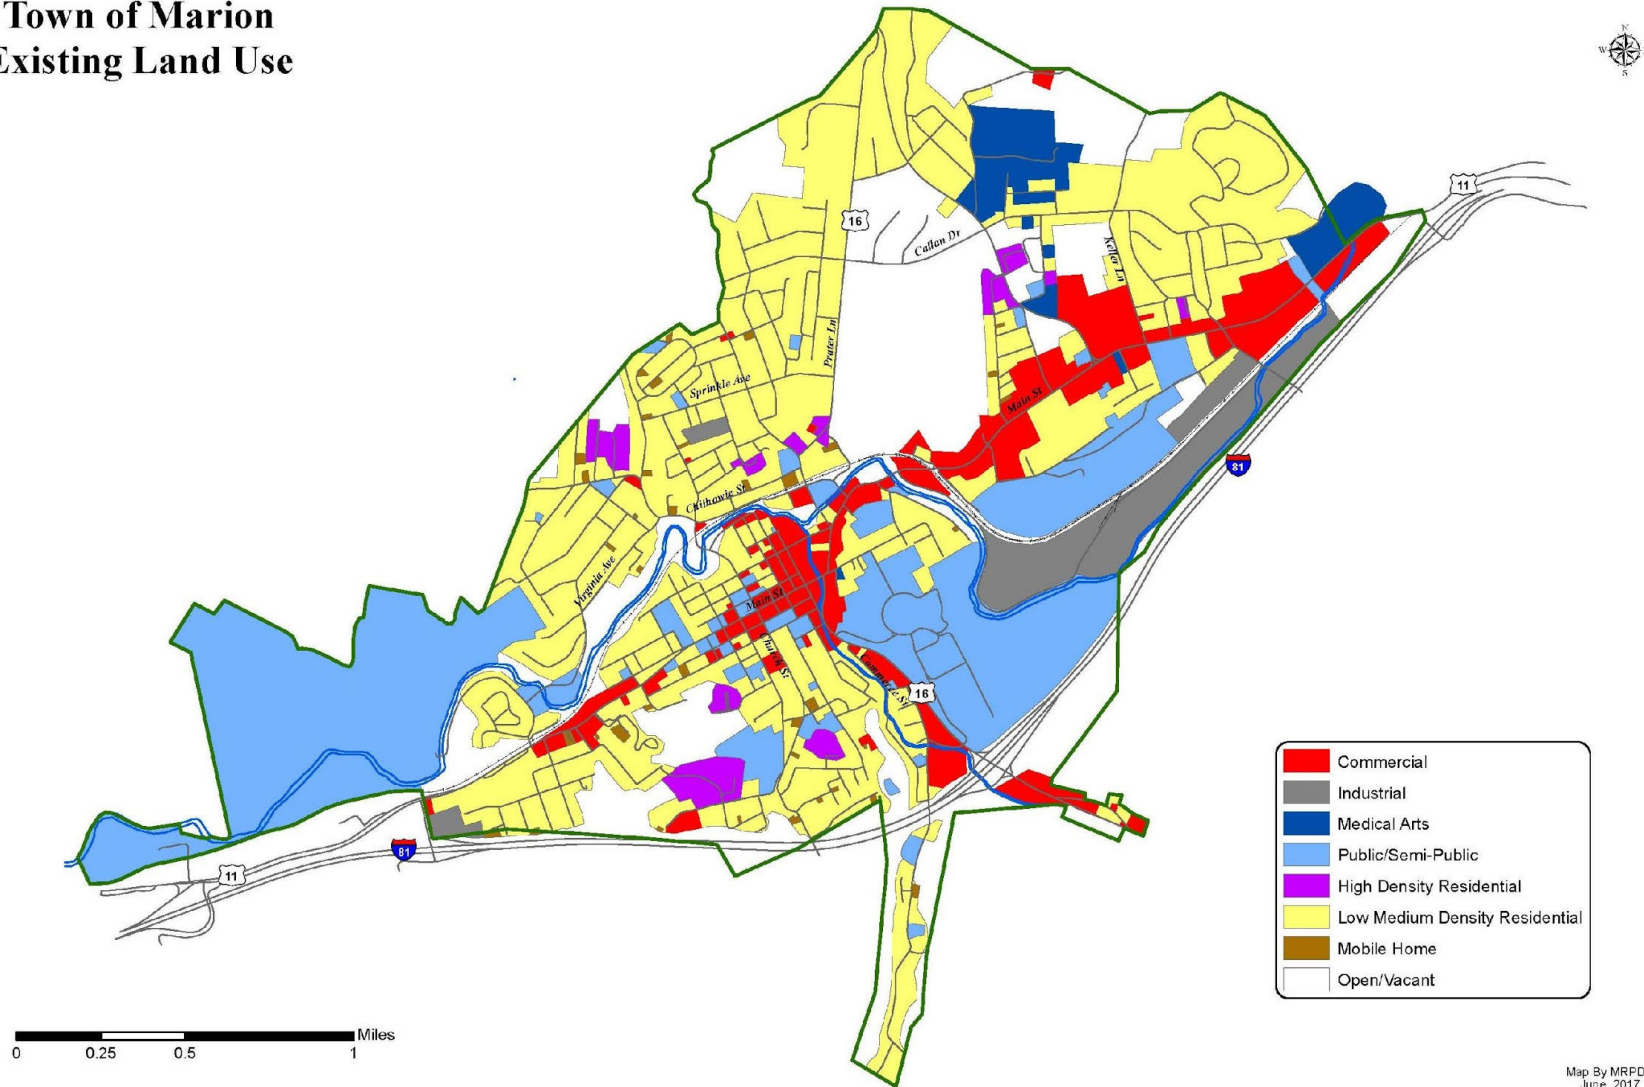 Town of Marion
Existing Land Use
N
W
S
11
16
Callan Dr
Keller Ln
Prater Ln
Sprinkle Ave
Main St
81
Chilhowie St
Virginia Ave
Main St
Church St
Commerce St
16
81
11
Commercial
Industrial
Medical Arts
Public/Semi-Public
High Density Residential
Low Medium Density Residential
Mobile Home
Open/Vacant
Miles
0 0.25 0.5 1
Map By MRPD
June, 2017